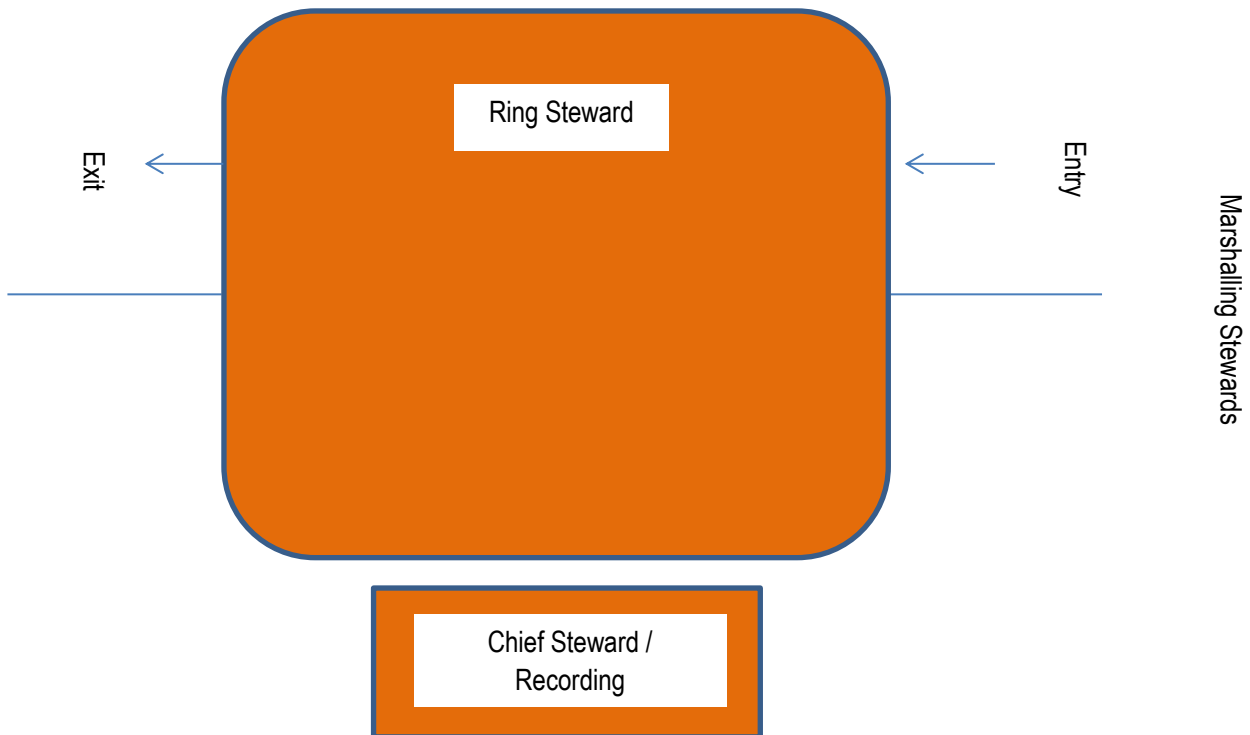 Ring Steward
Exit
Entry
Marshalling Stewards
Chief Steward /
Recording